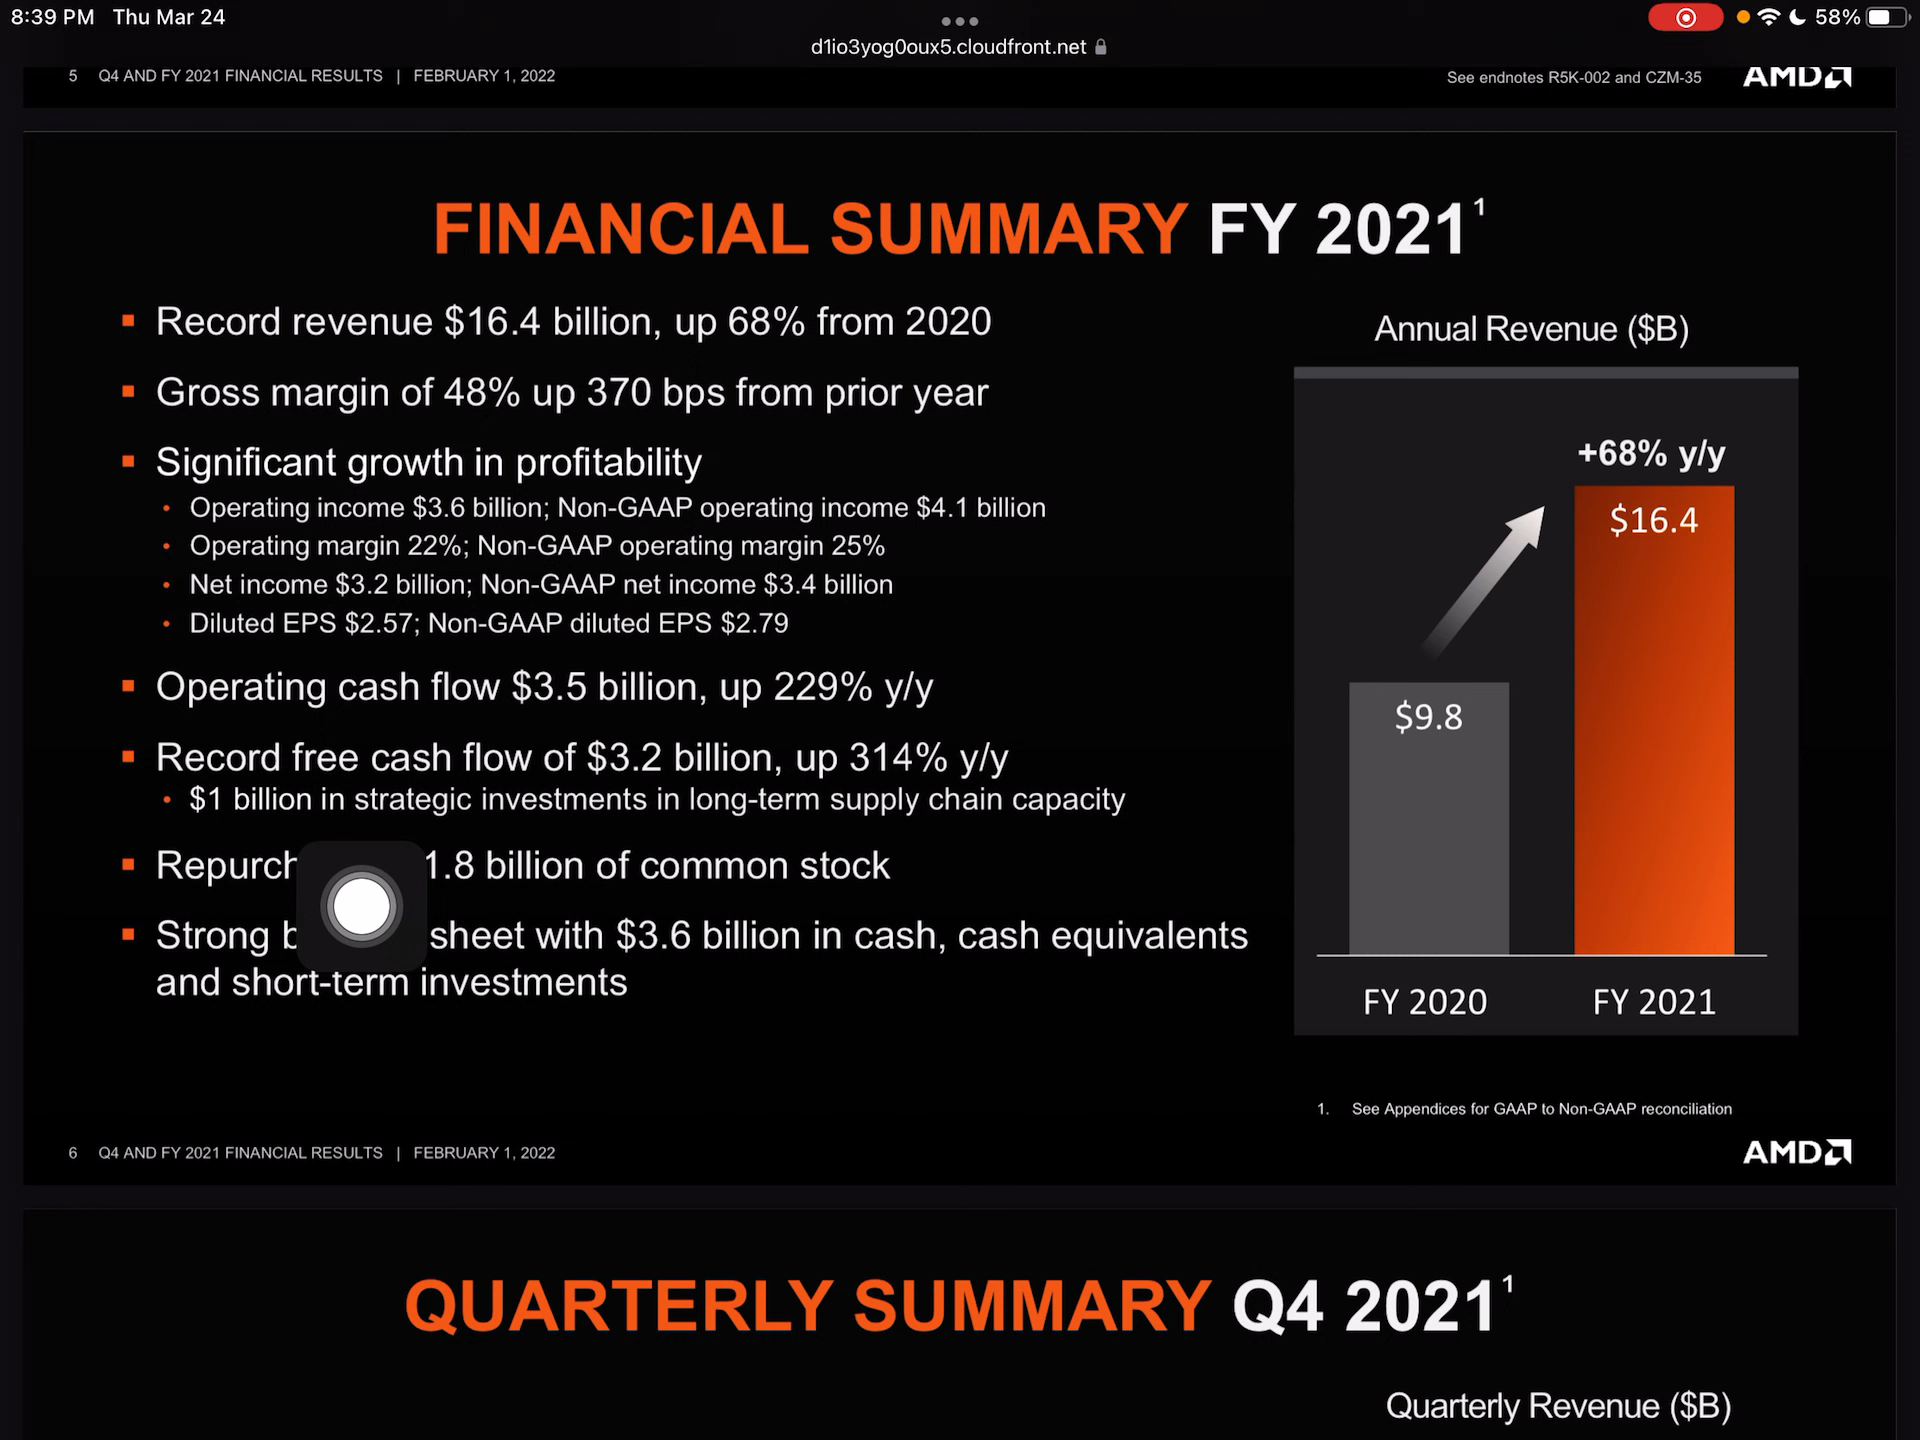 8:39 PM Thu Mar 24
58%
d1io3yog0oux5.cloudfront.net
5 Q4 AND FY 2021 FINANCIAL RESULTS | FEBRUARY 1, 2022
See endnotes R5K-002 and CZM-35
AMD
FINANCIAL SUMMARY FY 2021¹
Record revenue $16.4 billion, up 68% from 2020
Gross margin of 48% up 370 bps from prior year
Significant growth in profitability
Operating income $3.6 billion; Non-GAAP operating income $4.1 billion
Operating margin 22%; Non-GAAP operating margin 25%
Net income $3.2 billion; Non-GAAP net income $3.4 billion
Diluted EPS $2.57; Non-GAAP diluted EPS $2.79
Operating cash flow $3.5 billion, up 229% y/y
Record free cash flow of $3.2 billion, up 314% y/y
$1 billion in strategic investments in long-term supply chain capacity
1.8 billion of common stock
Strong sheet with $3.6 billion in cash, cash equivalents
and short-term investments
Annual Revenue ($B)
+68% y/y
$16.4
$9.8
FY 2020 FY 2021
1. See Appendices for GAAP to Non-GAAP reconciliation
6 Q4 AND FY 2021 FINANCIAL RESULTS | FEBRUARY 1, 2022
AMD
QUARTERLY SUMMARY Q4 2021¹
Quarterly Revenue ($B)